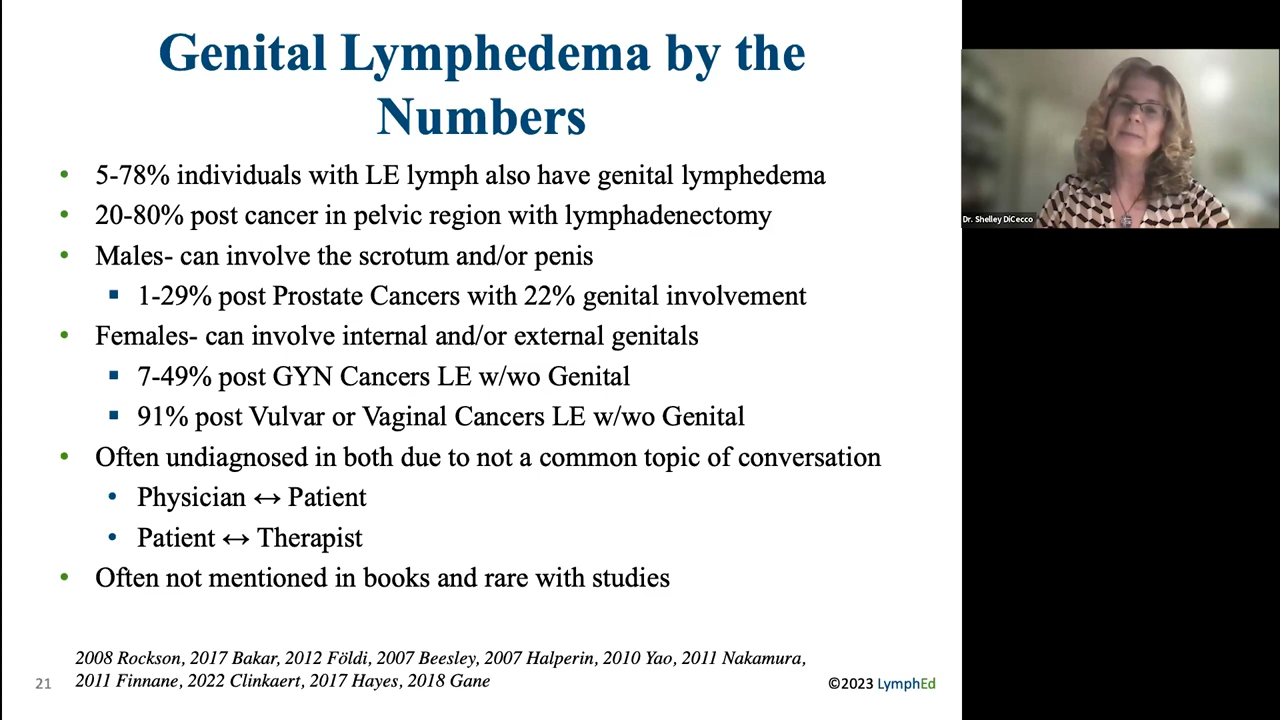 Genital Lymphedema by the
Numbers
• 5-78% individuals with LE lymph also have genital lymphedema
• 20-80% post cancer in pelvic region with lymphadenectomy
• Males- can involve the scrotum and/or penis
▪ 1-29% post Prostate Cancers with 22% genital involvement
• Females- can involve internal and/or external genitals
▪ 7-49% post GYN Cancers LE w/wo Genital
▪ 91% post Vulvar or Vaginal Cancers LE w/wo Genital
• Often undiagnosed in both due to not a common topic of conversation
• Physician ↔ Patient
• Patient ↔ Therapist
• Often not mentioned in books and rare with studies
2008 Rockson, 2017 Bakar, 2012 Földi, 2007 Beesley, 2007 Halperin, 2010 Yao, 2011 Nakamura,
2011 Finnane, 2022 Clinkaert, 2017 Hayes, 2018 Gane
21
©2023 LymphEd
Dr. Shelley DiCecco